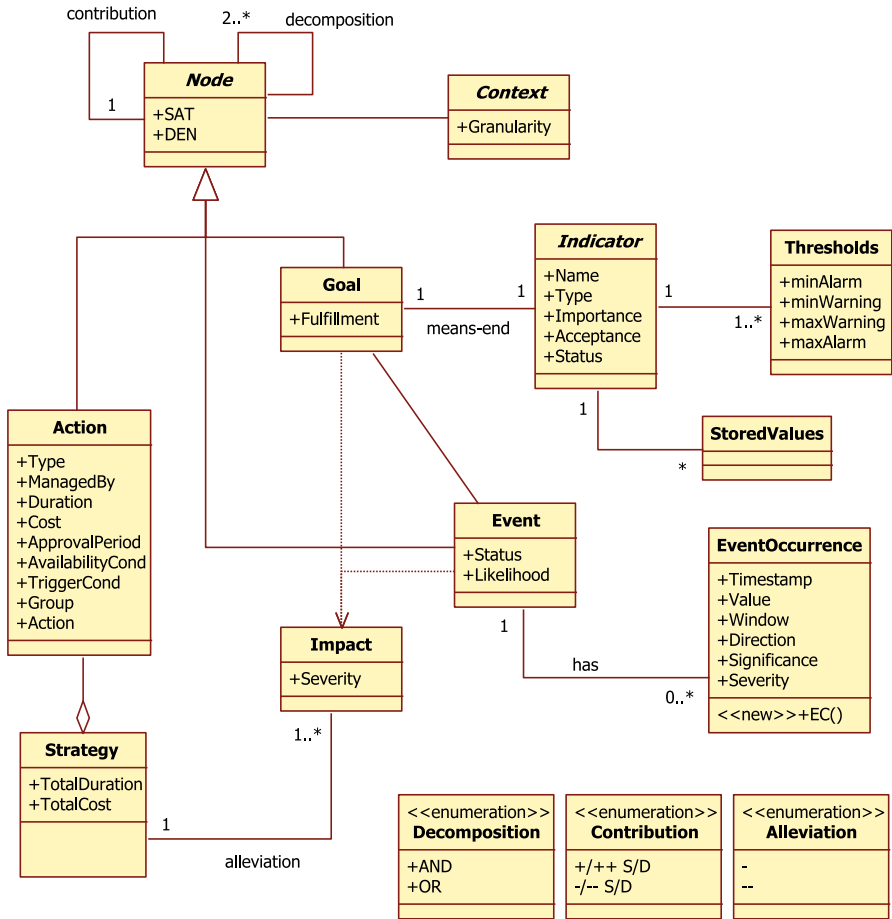 contribution
2..*
decomposition
1
Node
+SAT
+DEN
Context
+Granularity
Goal
+Fulfillment
1
1
means-end
Indicator
+Name
+Type
+Importance
+Acceptance
+Status
1
1..*
Thresholds
+minAlarm
+minWarning
+maxWarning
+maxAlarm
1
*
StoredValues
Action
+Type
+ManagedBy
+Duration
+Cost
+ApprovalPeriod
+AvailabilityCond
+TriggerCond
+Group
+Action
Event
+Status
+Likelihood
1
has
0..*
EventOccurrence
+Timestamp
+Value
+Window
+Direction
+Significance
+Severity
<<new>>+EC()
Impact
+Severity
1..*
Strategy
+TotalDuration
+TotalCost
1
alleviation
<<enumeration>>
Decomposition
+AND
+OR
<<enumeration>>
Contribution
+/++ S/D
-/-- S/D
<<enumeration>>
Alleviation
-
--